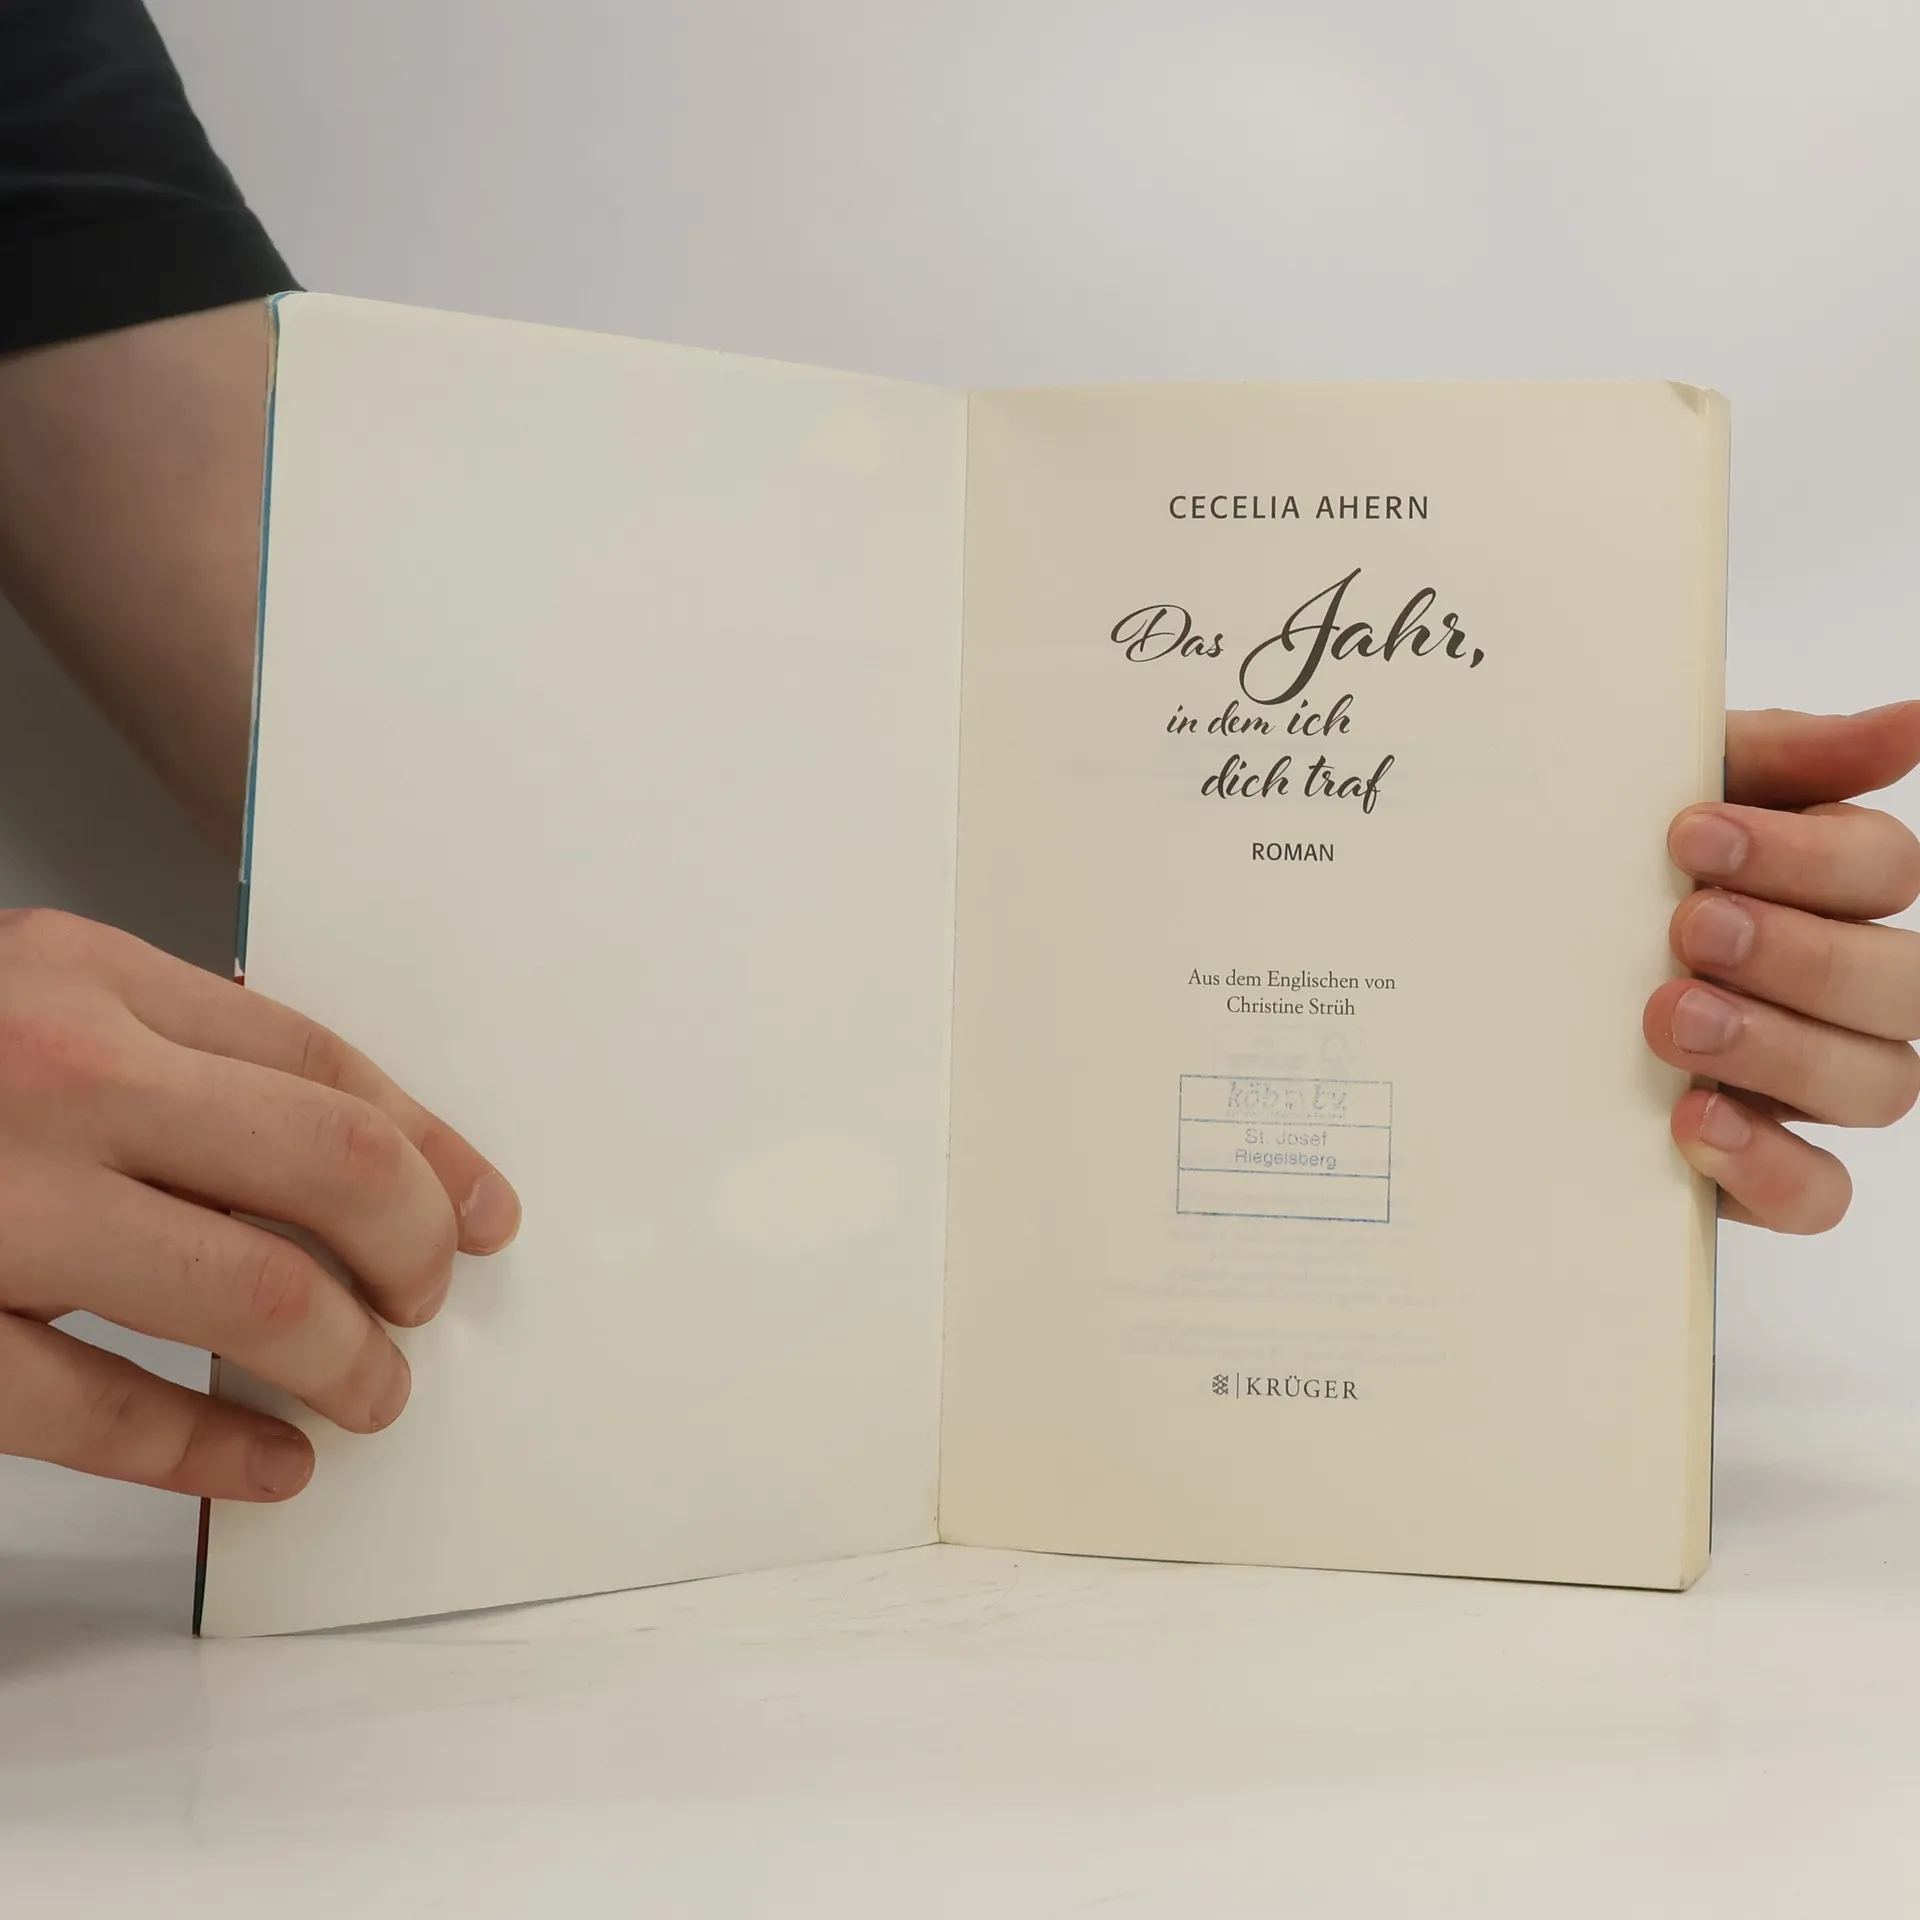 CECELIA AHERN
Das Jahr,
in dem ich
dich traf
ROMAN
Aus dem Englischen von
Christine Strüh
St. Josef
Riegelsberg
KRÜGER